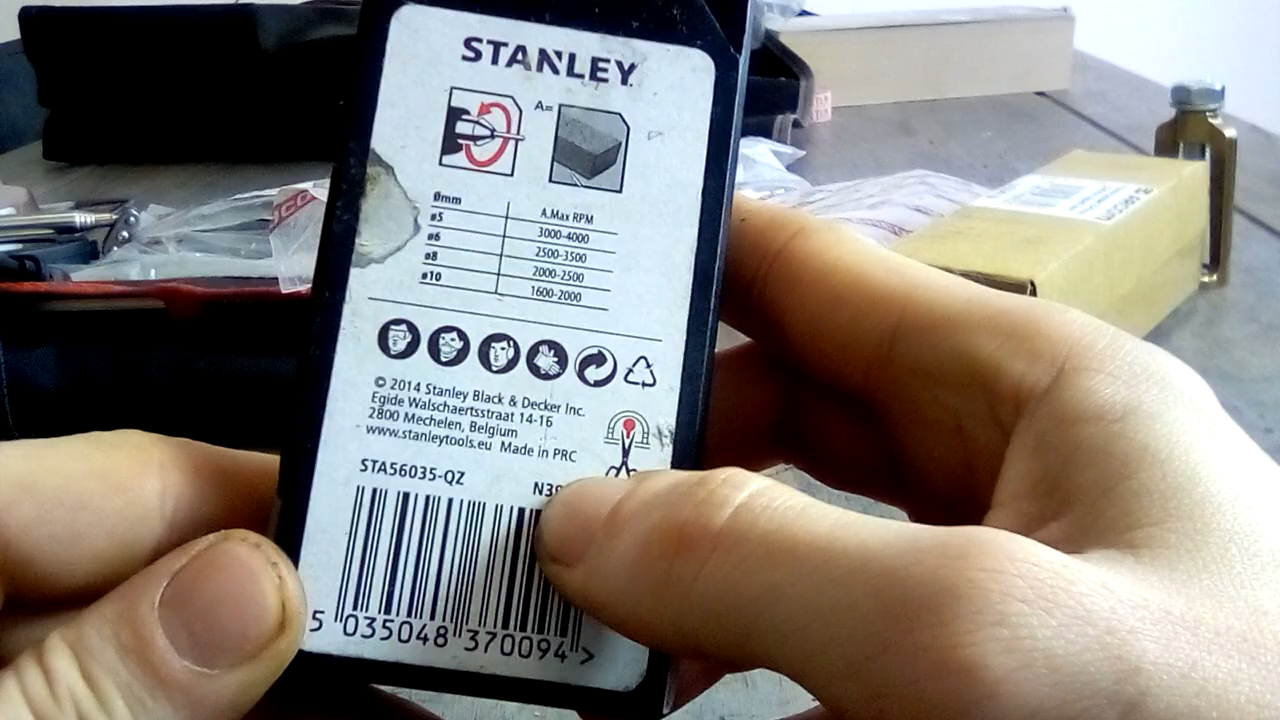 STANLEY
A=
Ømm A.Max RPM
ø5 3000-4000
ø6 2500-3500
ø8 2000-2500
ø10 1600-2000
© 2014 Stanley Black & Decker Inc.
Egide Walschaertsstraat 14-16
2800 Mechelen, Belgium
www.stanleytools.eu Made in PRC
STA56035-QZ
5 035048 370094 >